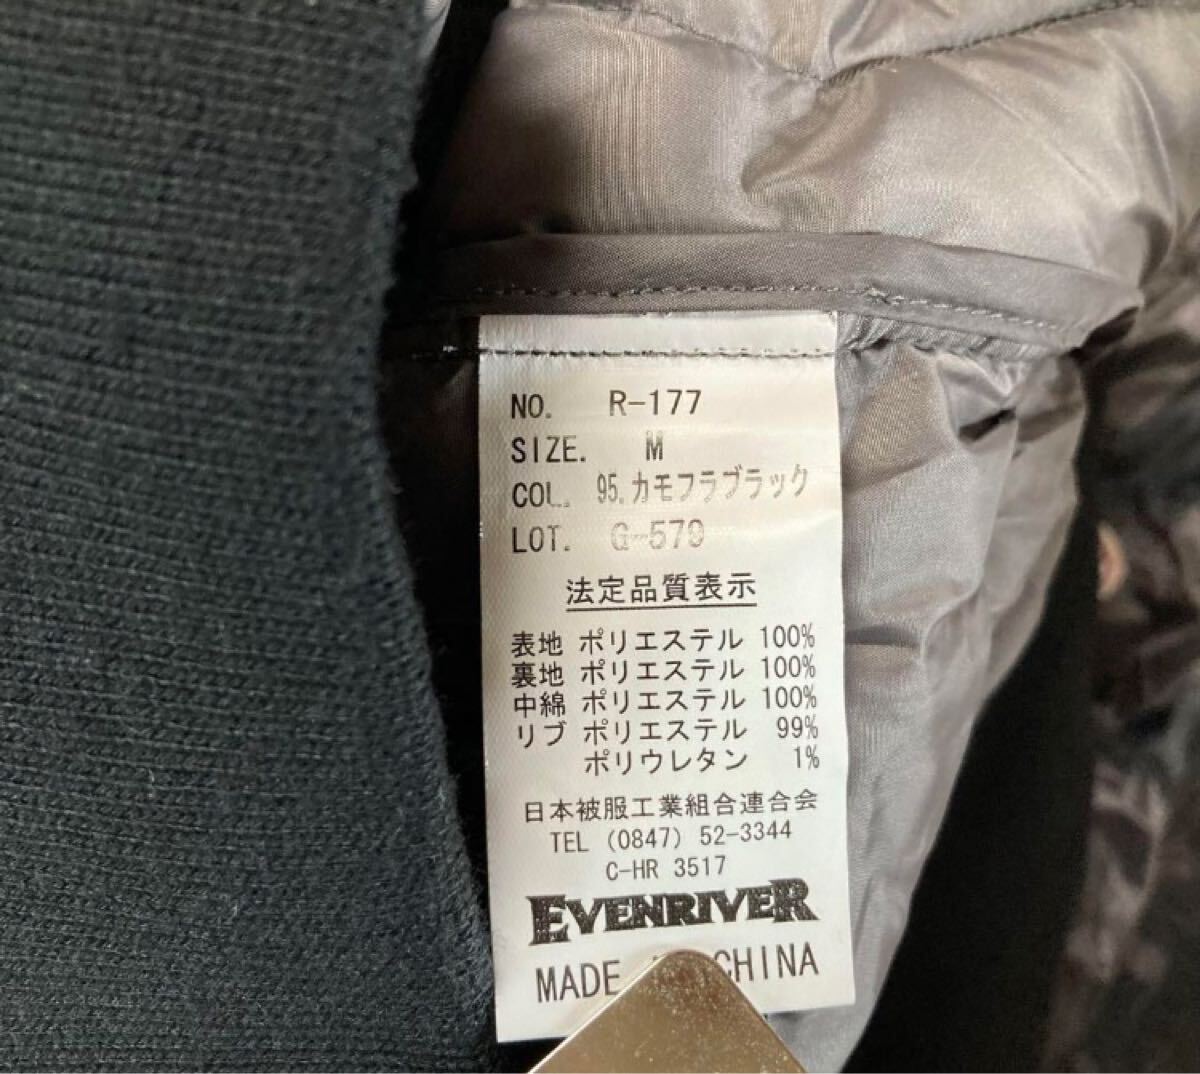 NO. R-177
SIZE. M
COL. 95.カモフラブラック
LOT. G-579
法定品質表示
表地 ポリエステル 100%
裏地 ポリエステル 100%
中綿 ポリエステル 100%
リブ ポリエステル 99%
ポリウレタン 1%
日本被服工業組合連合会
TEL (0847) 52-3344
C-HR 3517
EVENRIVER
MADE CHINA